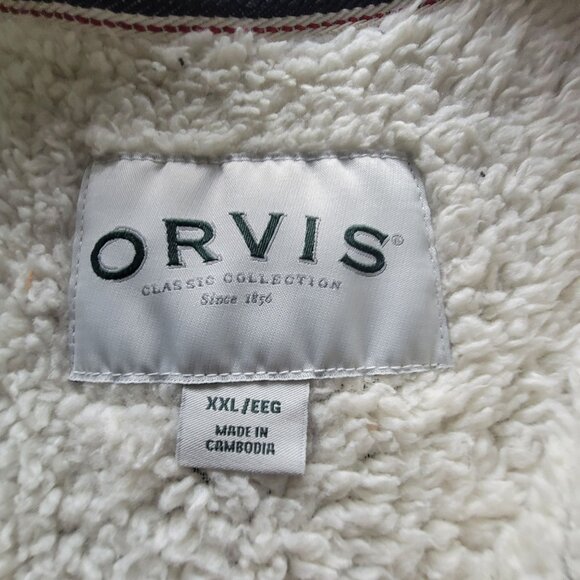 ORVIS®
CLASSIC COLLECTION
Since 1856
XXL/EEG
MADE IN
CAMBODIA